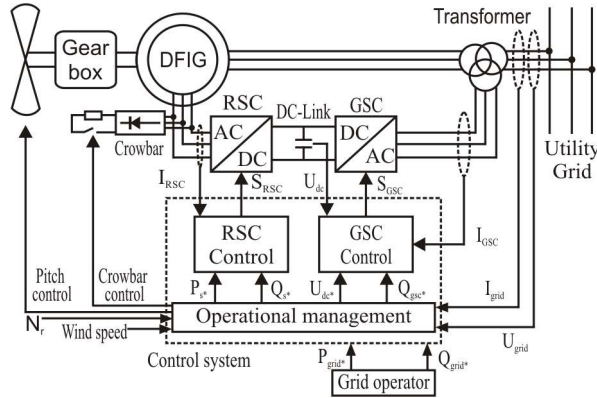 Transformer
Gear
box
DFIG
RSC
DC-Link
GSC
AC
DC
DC
AC
Crowbar
Utility
Grid
I_RSC
S_RSC
U_dc
S_GSC
I_GSC
RSC
Control
GSC
Control
Pitch
control
Crowbar
control
P_s*
Q_s*
U_dc*
Q_gsc*
I_grid
N_r
Operational management
Wind speed
U_grid
Control system
P_grid*
Q_grid*
Grid operator